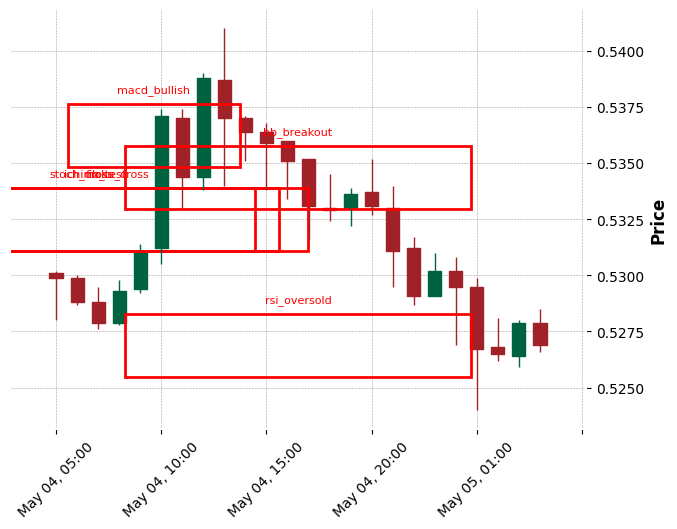 0.5400
macd_bullish
0.5375
bb_breakout
0.5350
0.5325
Price
0.5300
rsi_oversold
0.5275
0.5250
May 04, 05:00
May 04, 10:00
May 04, 15:00
May 04, 20:00
May 05, 01:00